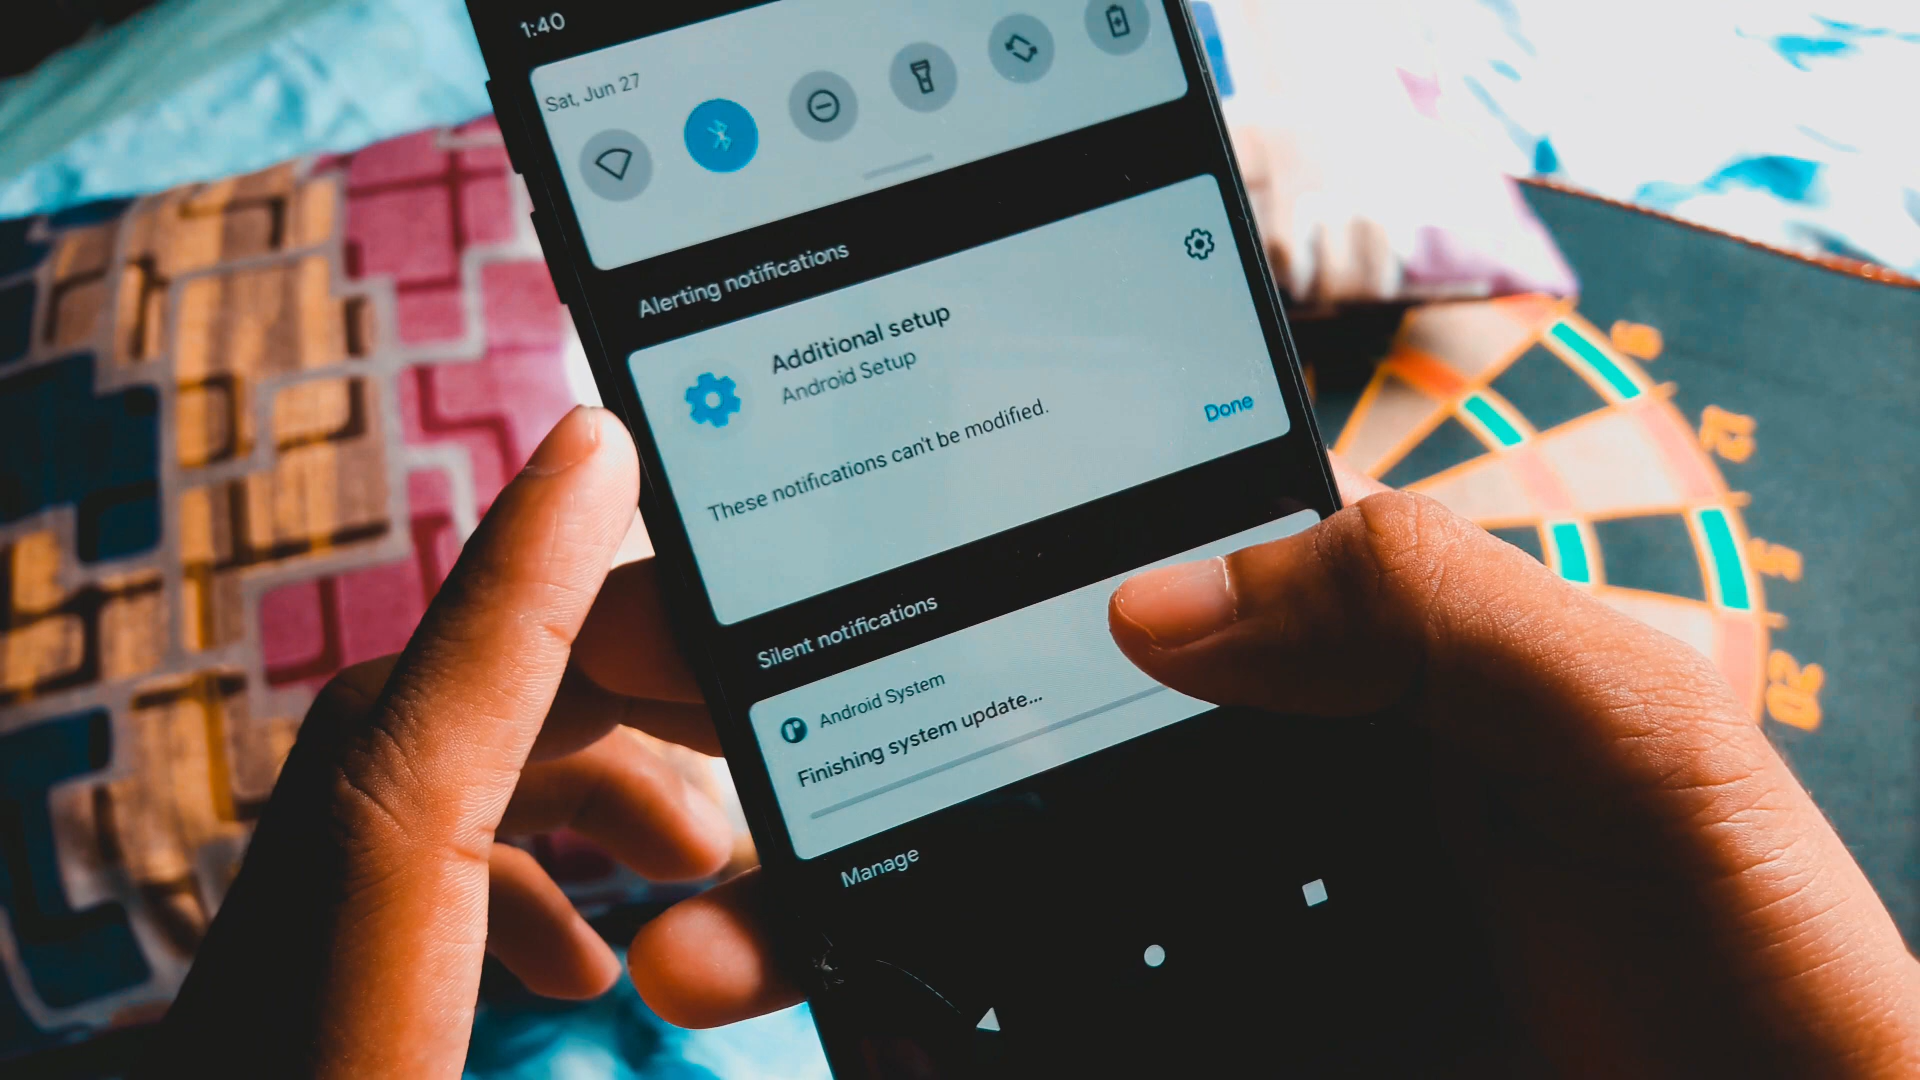 1:40
Sat, Jun 27
Alerting notifications
Additional setup
Android Setup
These notifications can't be modified.
Done
Silent notifications
Android System
Finishing system update...
Manage